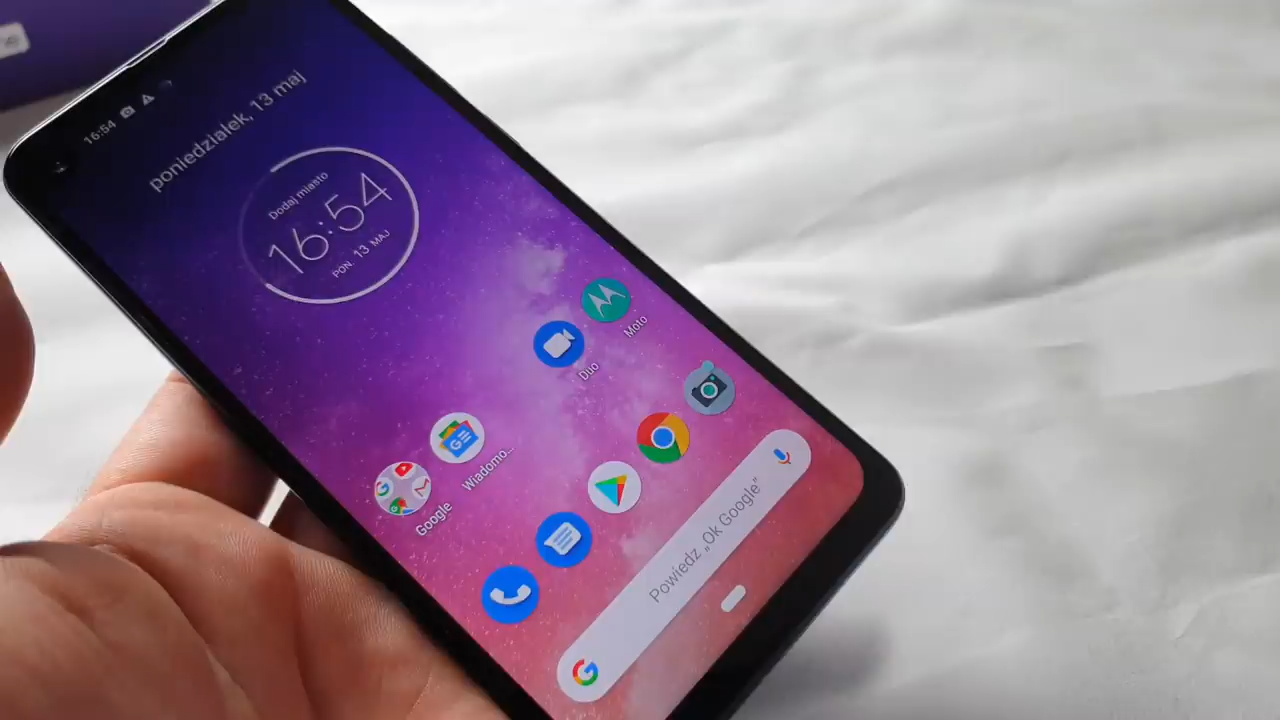 16:54
poniedziałek, 13 maj
Dodaj miasto
16:54
PON. 13 MAJ
Moto
Duo
Wiadomo...
Google
Powiedz „Ok Google”